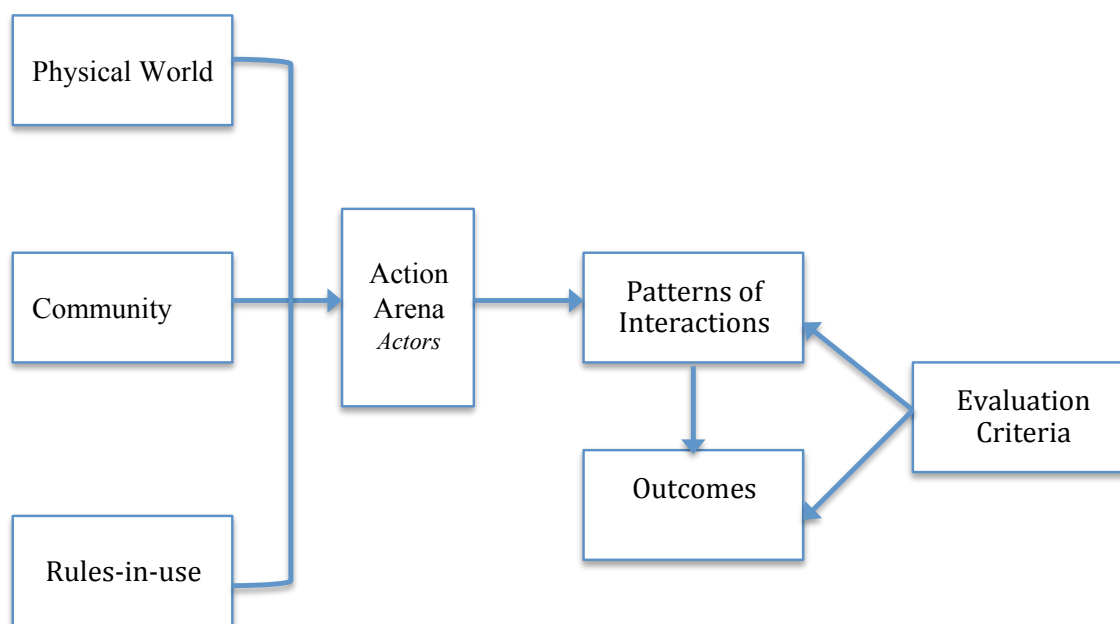 Physical World
Community
Rules-in-use
Action
Arena
Actors
Patterns of
Interactions
Outcomes
Evaluation
Criteria